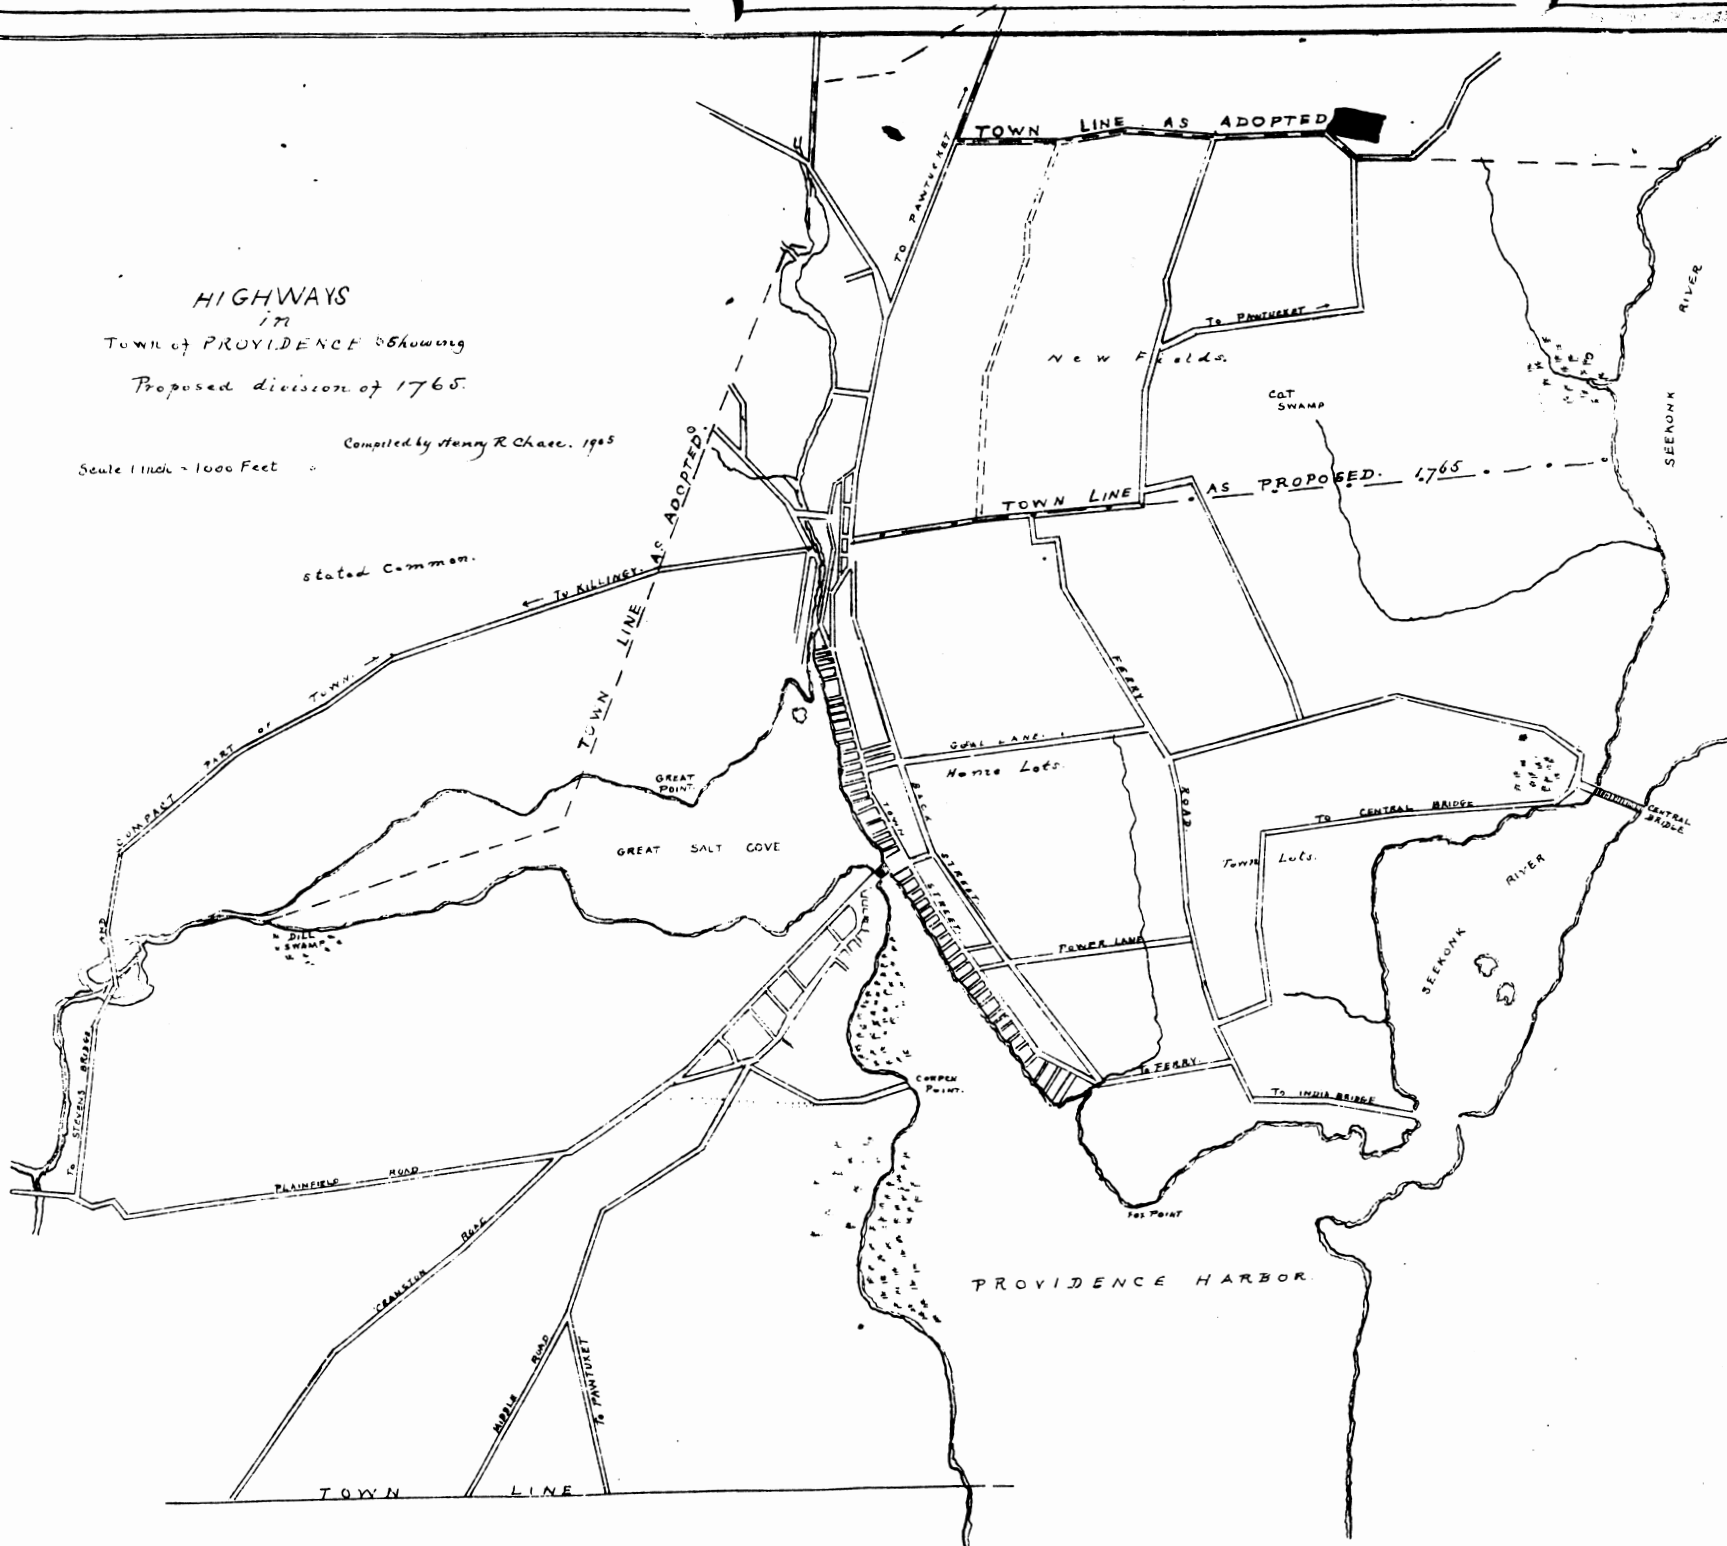 HIGHWAYS
in
TOWN of PROVIDENCE Showing
Proposed division of 1765.
Compiled by Henry R Chace. 1905
Scale 1 inch = 1000 Feet
TOWN LINE AS ADOPTED
TO PAWTUCKET
To PAWTUCKET
New Fields.
CAT
SWAMP
SEEKONK RIVER
TOWN LINE AS PROPOSED. 1765
TOWN LINE AS ADOPTED.
Stated Common.
To KILLINGY.
COMPACT PART OF TOWN.
AND
GREAT
POINT.
GREAT SALT COVE
DILL
SWAMP
GOAL LANE.
Home Lots.
FERRY
ROAD
BACK STREET
TOWN STREET
TO CENTRAL BRIDGE
CENTRAL
BRIDGE
Town Lots.
SEEKONK RIVER
POWER LANE
To FERRY
To INDIA BRIDGE
FOX POINT
POINT.
To STEVENS BRIDGE
PLAINFIELD ROAD
CRANSTON ROAD
MIDDLE ROAD
To PAWTUXET
PROVIDENCE HARBOR.
TOWN LINE